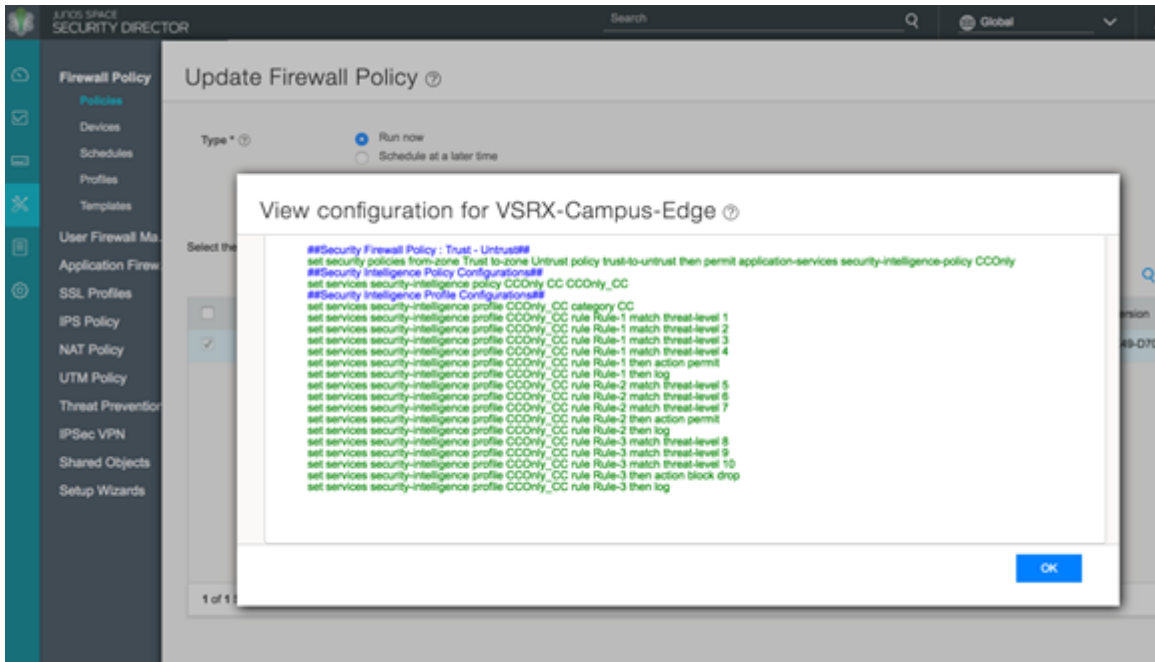 JUNOS SPACE
SECURITY DIRECTOR
Search
Global
Firewall Policy
Policies
Devices
Schedules
Profiles
Templates
User Firewall Ma
Application Firew
SSL Profiles
IPS Policy
NAT Policy
UTM Policy
Threat Prevention
IPSec VPN
Shared Objects
Setup Wizards
Update Firewall Policy
Type *
Run now
Schedule at a later time
Select the
ersion
49-D70
1 of 1
View configuration for VSRX-Campus-Edge
##Security Firewall Policy : Trust - Untrust##
set security policies from-zone Trust to-zone Untrust policy trust-to-untrust then permit application-services security-intelligence-policy CCOnly
##Security Intelligence Policy Configurations##
set services security-intelligence policy CCOnly CC CCOnly_CC
##Security Intelligence Profile Configurations##
set services security-intelligence profile CCOnly_CC category CC
set services security-intelligence profile CCOnly_CC rule Rule-1 match threat-level 1
set services security-intelligence profile CCOnly_CC rule Rule-1 match threat-level 2
set services security-intelligence profile CCOnly_CC rule Rule-1 match threat-level 3
set services security-intelligence profile CCOnly_CC rule Rule-1 match threat-level 4
set services security-intelligence profile CCOnly_CC rule Rule-1 then action permit
set services security-intelligence profile CCOnly_CC rule Rule-1 then log
set services security-intelligence profile CCOnly_CC rule Rule-2 match threat-level 5
set services security-intelligence profile CCOnly_CC rule Rule-2 match threat-level 6
set services security-intelligence profile CCOnly_CC rule Rule-2 match threat-level 7
set services security-intelligence profile CCOnly_CC rule Rule-2 then action permit
set services security-intelligence profile CCOnly_CC rule Rule-2 then log
set services security-intelligence profile CCOnly_CC rule Rule-3 match threat-level 8
set services security-intelligence profile CCOnly_CC rule Rule-3 match threat-level 9
set services security-intelligence profile CCOnly_CC rule Rule-3 match threat-level 10
set services security-intelligence profile CCOnly_CC rule Rule-3 then action block drop
set services security-intelligence profile CCOnly_CC rule Rule-3 then log
OK